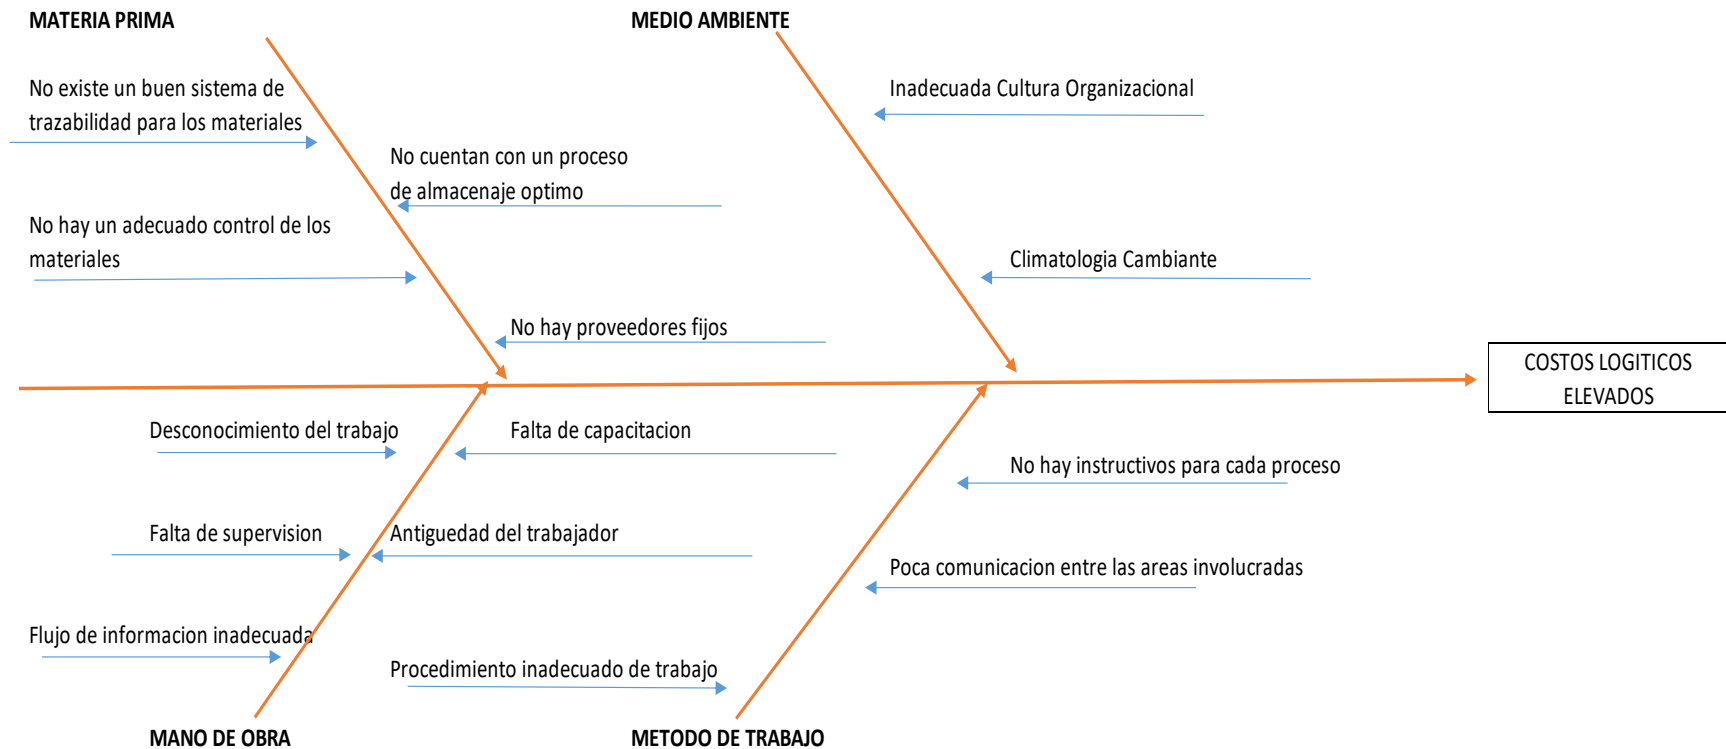 MATERIA PRIMA
MEDIO AMBIENTE
No existe un buen sistema de
trazabilidad para los materiales
Inadecuada Cultura Organizacional
No cuentan con un proceso
de almacenaje optimo
No hay un adecuado control de los
materiales
Climatologia Cambiante
No hay proveedores fijos
COSTOS LOGITICOS
ELEVADOS
Desconocimiento del trabajo
Falta de capacitacion
No hay instructivos para cada proceso
Falta de supervision
Antiguedad del trabajador
Poca comunicacion entre las areas involucradas
Flujo de informacion inadecuada
Procedimiento inadecuado de trabajo
MANO DE OBRA
METODO DE TRABAJO